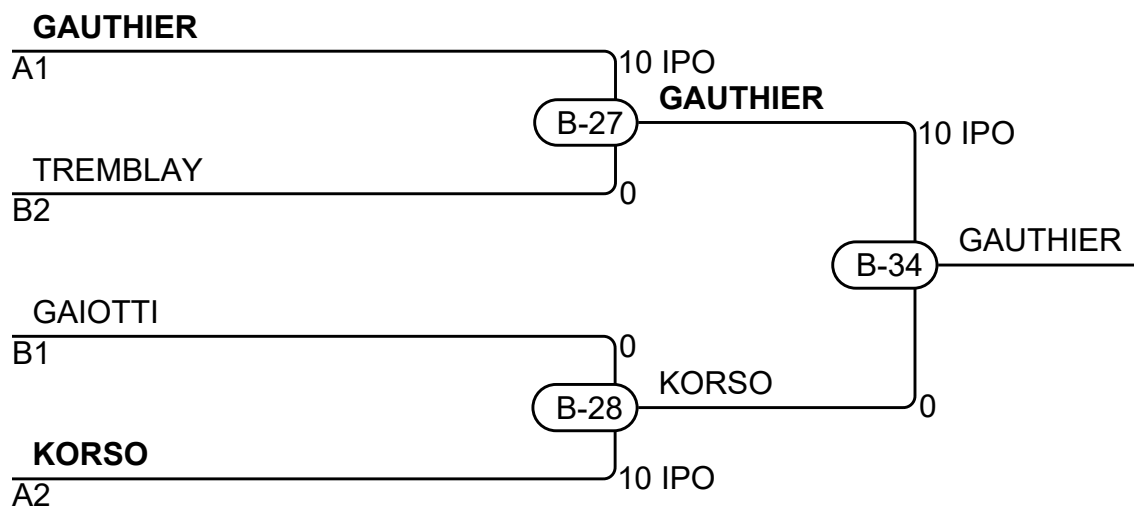 GAUTHIER
A1
10 IPO
GAUTHIER
B-27
10 IPO
TREMBLAY
0
B2
GAUTHIER
B-34
GAIOTTI
0
B1
KORSO
B-28
0
KORSO
10 IPO
A2